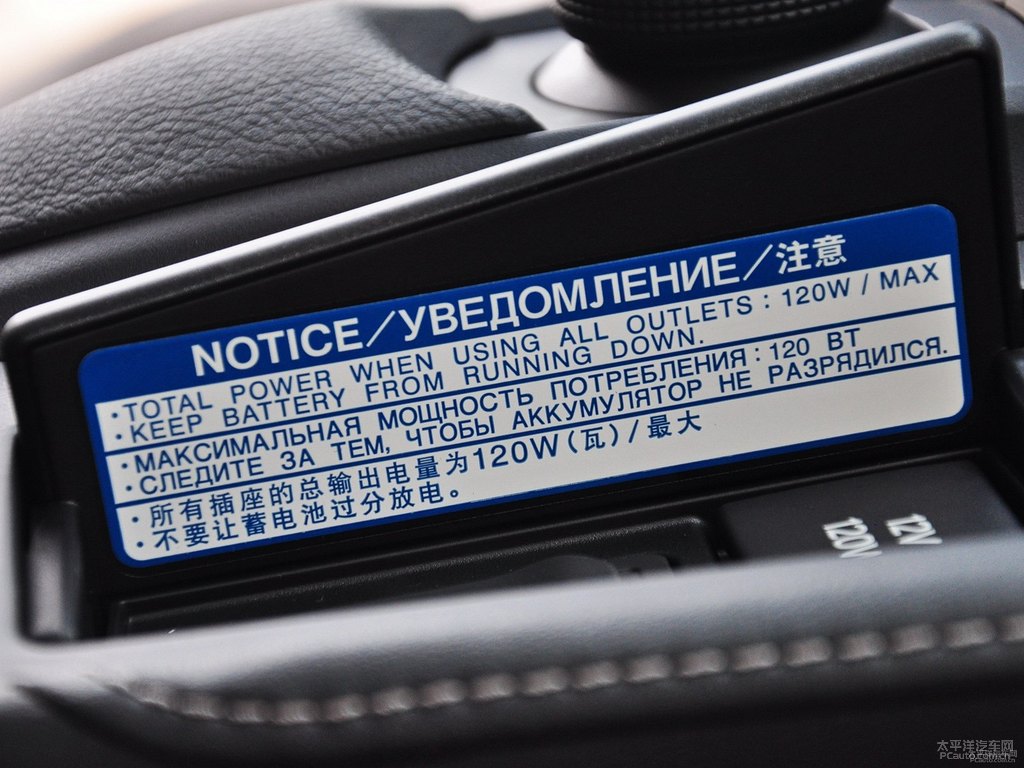 NOTICE/УВЕДОМЛЕНИЕ/注意
·TOTAL POWER WHEN USING ALL OUTLETS : 120W / MAX
·KEEP BATTERY FROM RUNNING DOWN.
·МАКСИМАЛЬНАЯ МОЩНОСТЬ ПОТРЕБЛЕНИЯ : 120 ВТ
·СЛЕДИТЕ ЗА ТЕМ, ЧТОБЫ АККУМУЛЯТОР НЕ РАЗРЯДИЛСЯ.
·所有插座的总输出电量为120W(瓦)/最大
·不要让蓄电池过分放电。
12V
120W
太平洋汽车网
PCauto.com.cn